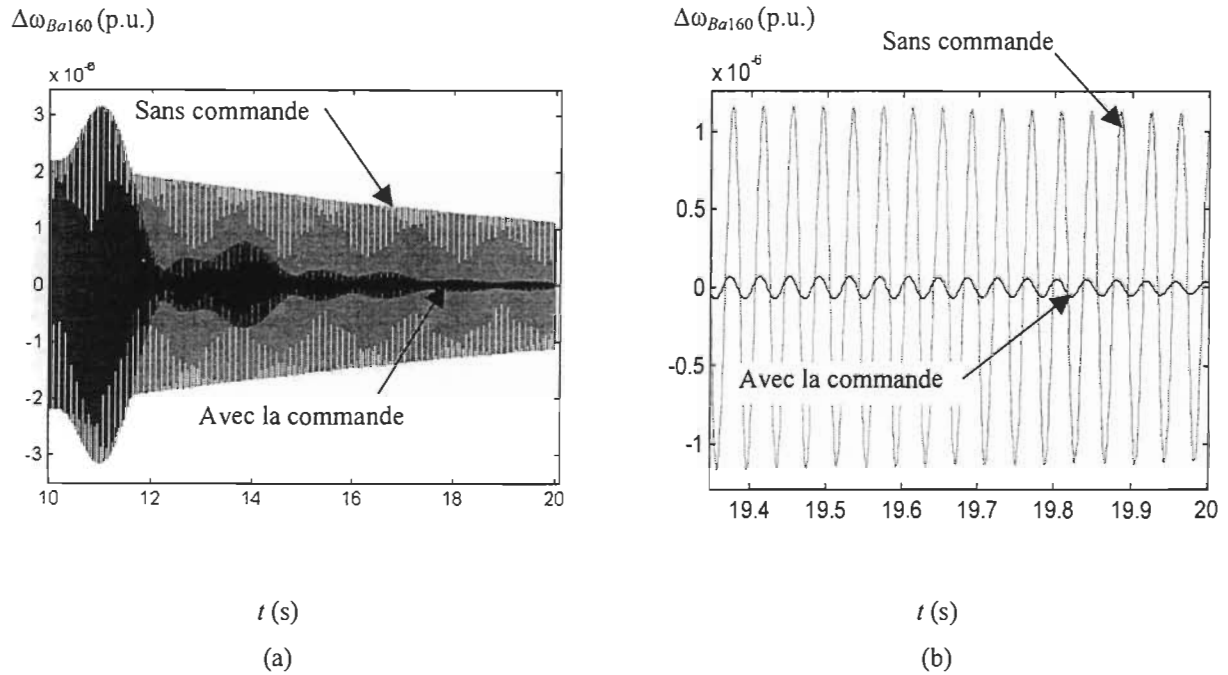 Δω_Ba160 (p.u.)
x 10⁻⁶
3
2
1
0
-1
-2
-3
10 12 14 16 18 20
Sans commande
Avec la commande
t (s)
(a)
Δω_Ba160 (p.u.)
Sans commande
x 10⁻⁶
1
0.5
0
-0.5
-1
19.4 19.5 19.6 19.7 19.8 19.9 20
Avec la commande
t (s)
(b)